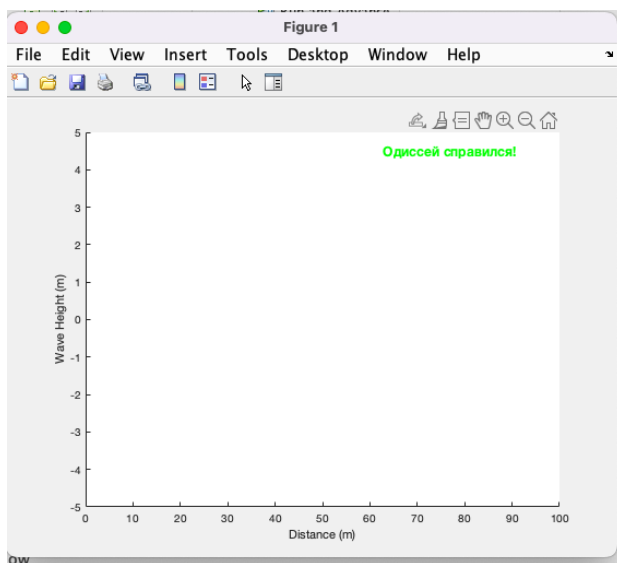 Figure 1
File Edit View Insert Tools Desktop Window Help
Одиссей справился!
5
4
3
2
1
0
-1
-2
-3
-4
-5
Wave Height (m)
0 10 20 30 40 50 60 70 80 90 100
Distance (m)